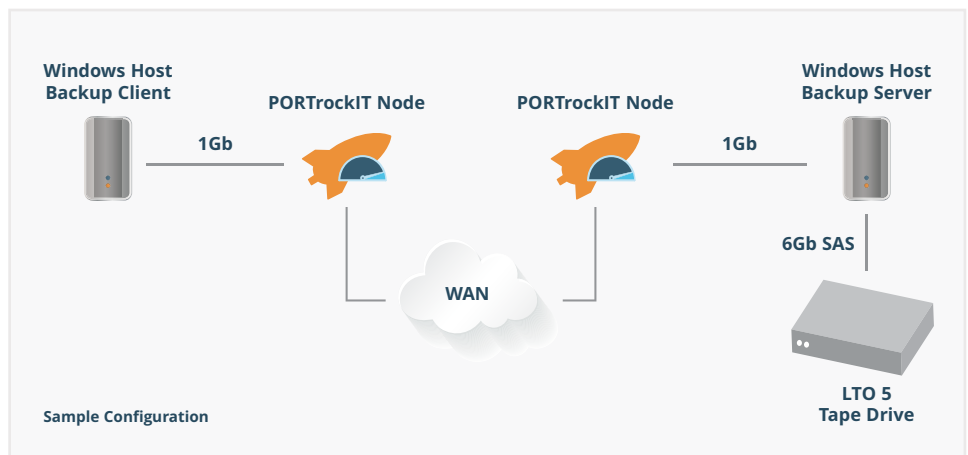 Windows Host
Backup Client
PORTrockIT Node
PORTrockIT Node
Windows Host
Backup Server
1Gb
1Gb
6Gb SAS
WAN
LTO 5
Tape Drive
Sample Configuration